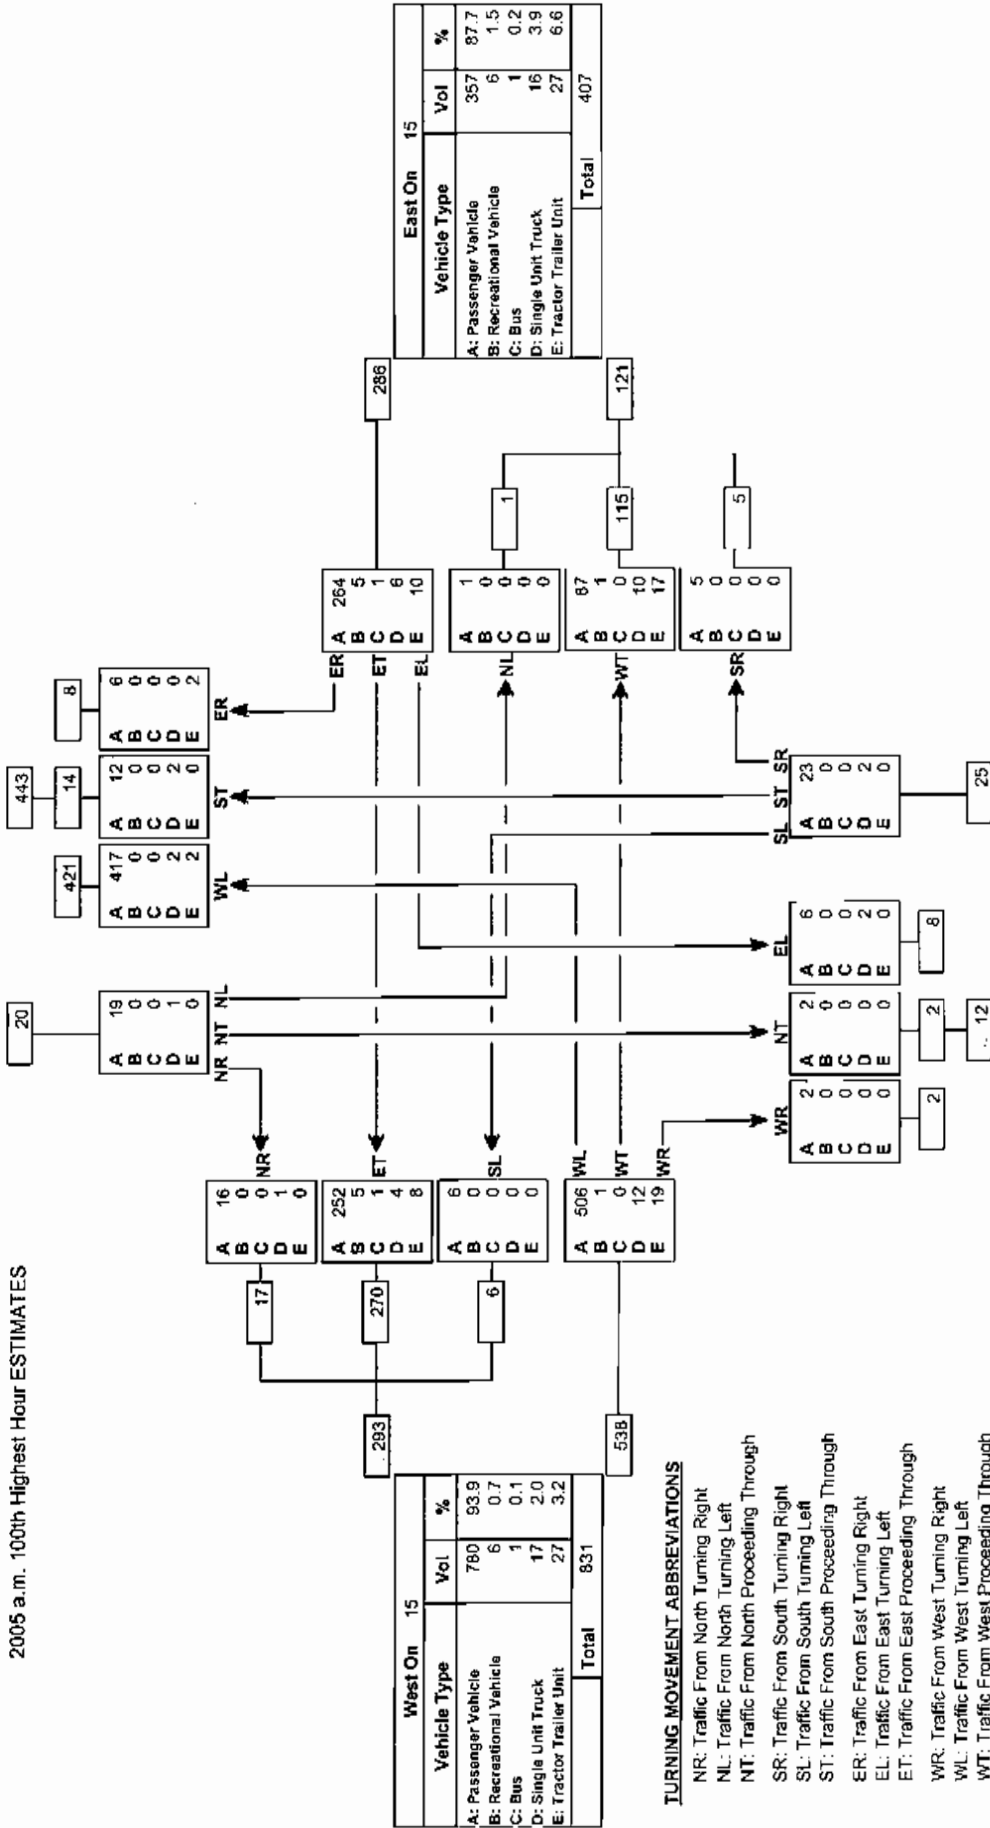 2005 a.m. 100th Highest Hour ESTIMATES
20
443
421
14
8
A 19
B 0
C 0
D 1
E 0
A 417
B 0
C 0
D 2
E 2
A 12
B 0
C 0
D 2
E 0
A 6
B 0
C 0
D 0
E 2
NR NT NL
WL
ST
ER
West On 15
Vehicle Type Vol %
A: Passenger Vehicle 780 93.9
B: Recreational Vehicle 6 0.7
C: Bus 1 0.1
D: Single Unit Truck 17 2.0
E: Tractor Trailer Unit 27 3.2
Total 831
293
538
17
270
6
A 16
B 0
C 0
D 1
E 0
NR
A 252
B 5
C 1
D 4
E 8
ET
A 6
B 0
C 0
D 0
E 0
SL
A 506
B 1
C 0
D 12
E 19
WL
WT
WR
ER
ET
EL
A 264
B 5
C 1
D 6
E 10
286
NL
A 1
B 0
C 0
D 0
E 0
1
WT
A 87
B 1
C 0
D 10
E 17
115
121
SR
A 5
B 0
C 0
D 0
E 0
5
East On 15
Vehicle Type Vol %
A: Passenger Vehicle 357 87.7
B: Recreational Vehicle 6 1.5
C: Bus 1 0.2
D: Single Unit Truck 16 3.9
E: Tractor Trailer Unit 27 6.6
Total 407
WR
NT
EL
SL ST SR
A 2
B 0
C 0
D 0
E 0
A 2
B 0
C 0
D 0
E 0
A 6
B 0
C 0
D 2
E 0
A 23
B 0
C 0
D 2
E 0
2
2
8
12
25
TURNING MOVEMENT ABBREVIATIONS
NR: Traffic From North Turning Right
NL: Traffic From North Turning Left
NT: Traffic From North Proceeding Through
SR: Traffic From South Turning Right
SL: Traffic From South Turning Left
ST: Traffic From South Proceeding Through
ER: Traffic From East Turning Right
EL: Traffic From East Turning Left
ET: Traffic From East Proceeding Through
WR: Traffic From West Turning Right
WL: Traffic From West Turning Left
WT: Traffic From West Proceeding Through